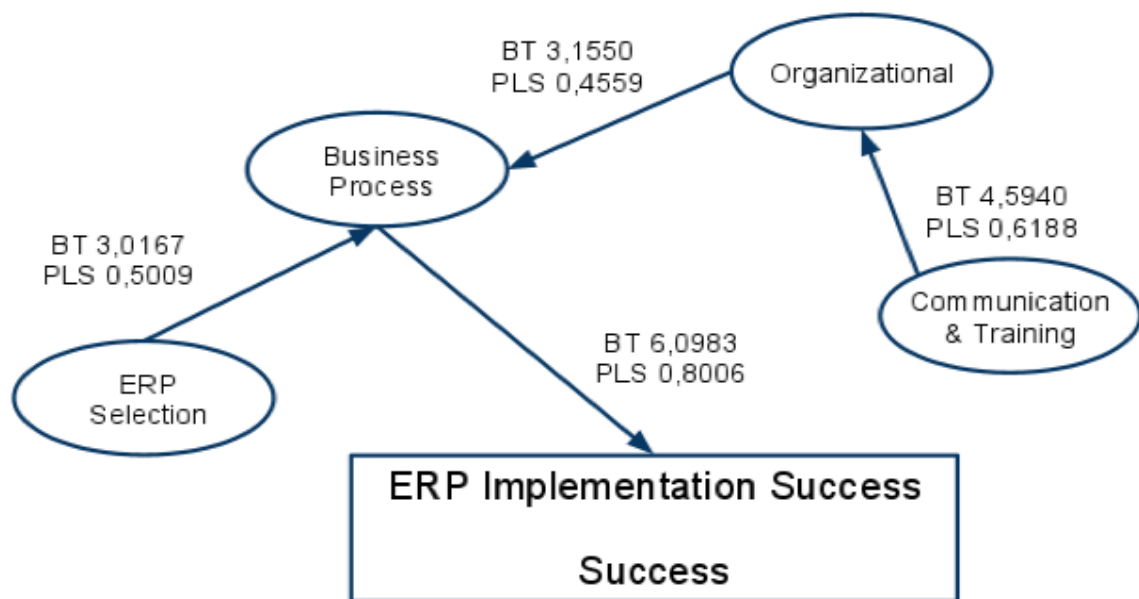 BT 3,1550
PLS 0,4559
Organizational
Business
Process
BT 4,5940
PLS 0,6188
BT 3,0167
PLS 0,5009
Communication
& Training
BT 6,0983
PLS 0,8006
ERP
Selection
ERP Implementation Success
Success